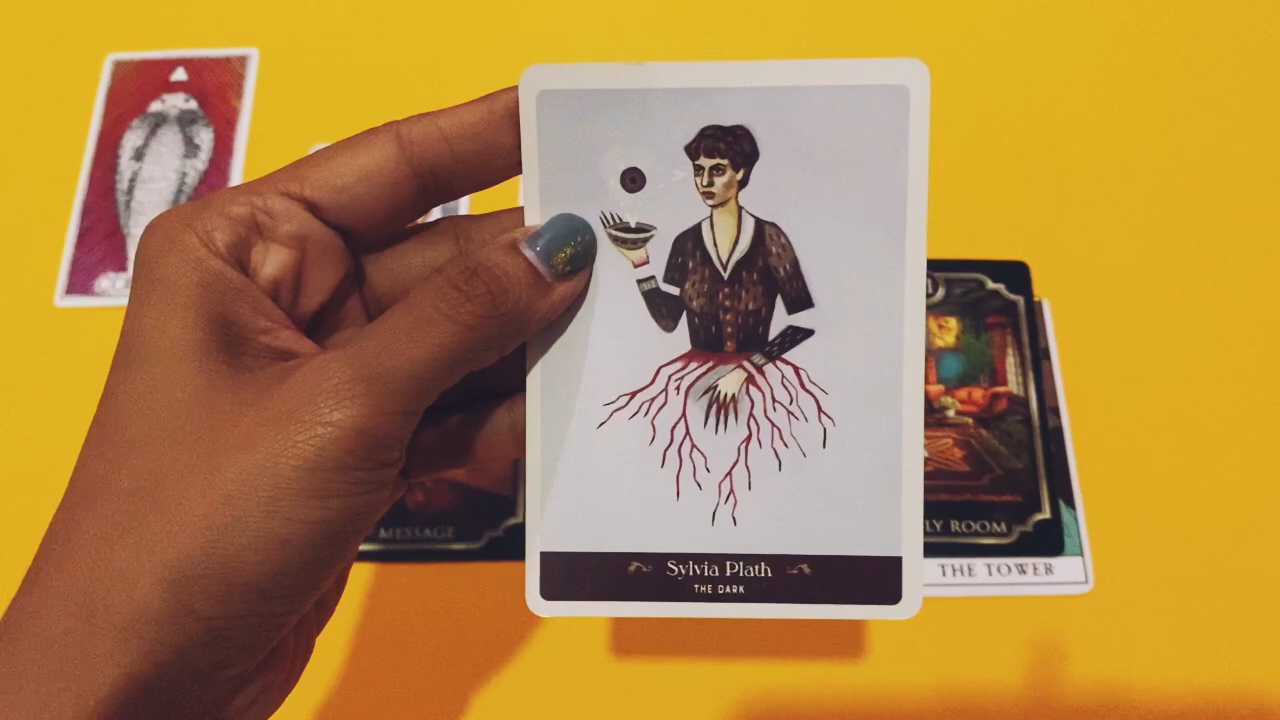 Sylvia Plath
THE DARK
MESSAGE
LY ROOM
THE TOWER